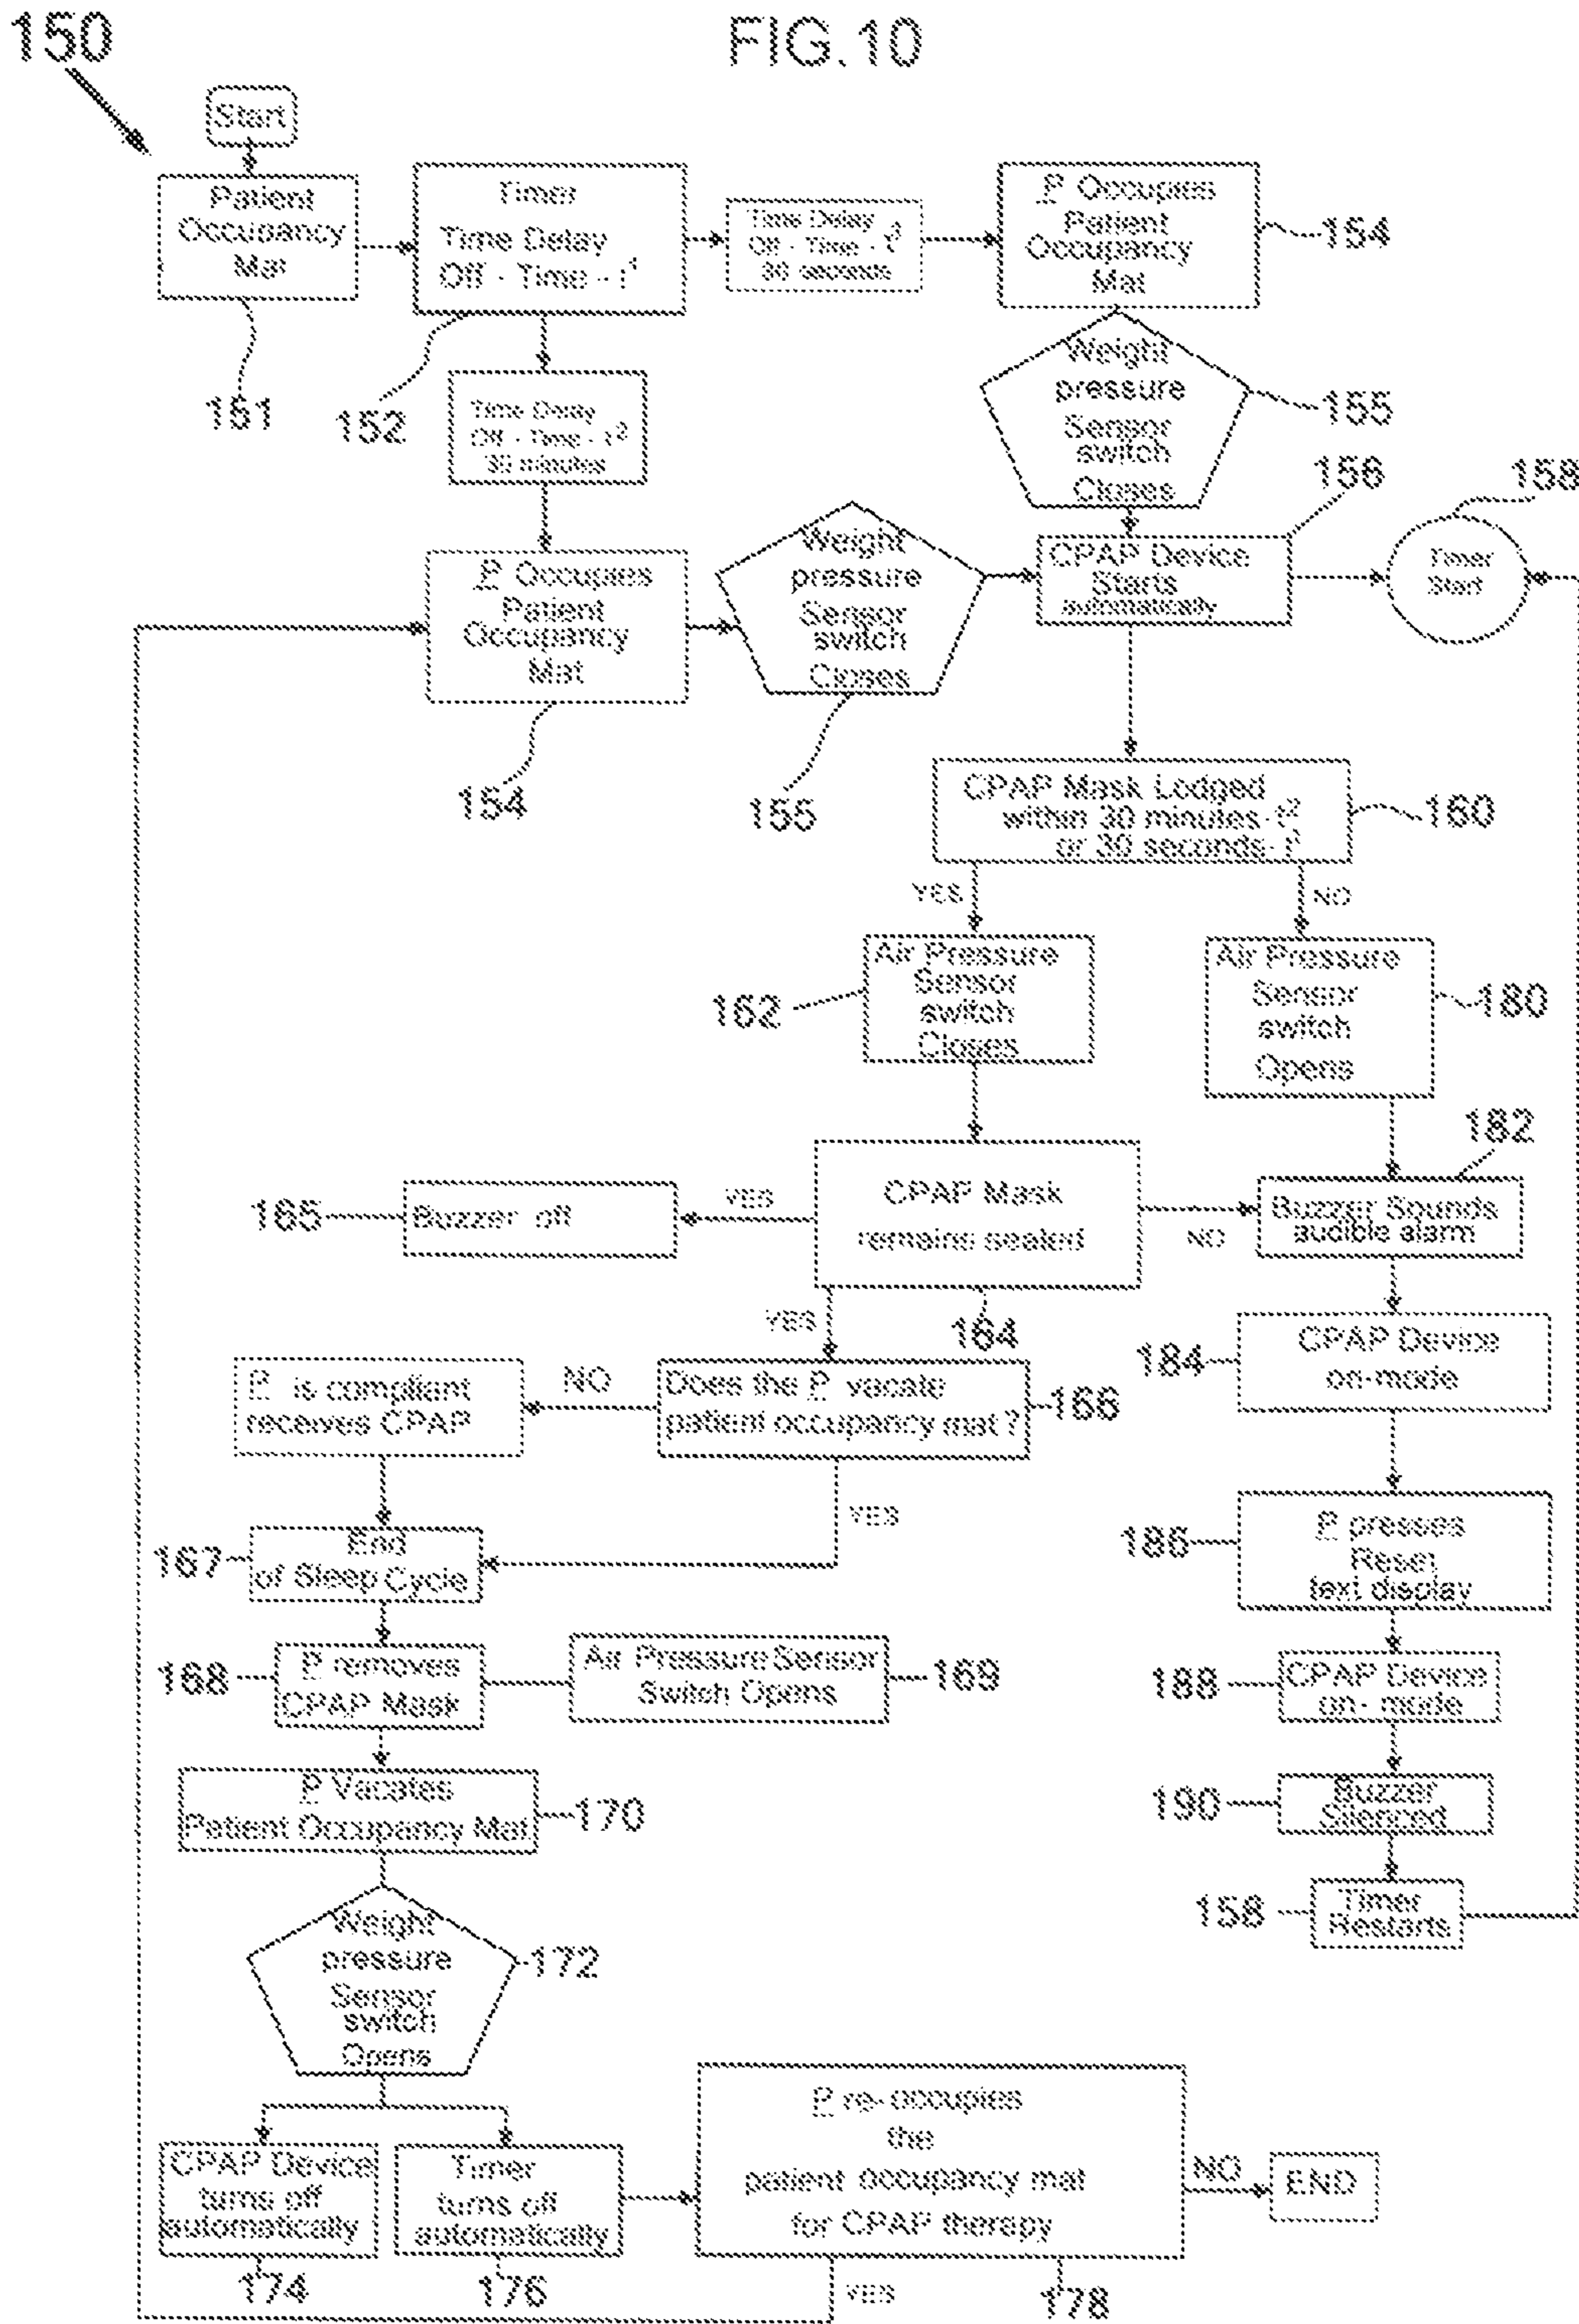 150
FIG.10
Start
Patient
Occupancy
Mat
151
Timer
Time Delay
Off - Time - t¹
152
Time Delay
Off - Time - t³
30 seconds
P Occupies
Patient
Occupancy
Mat
154
Weight
pressure
Sensor
switch
Closes
155
Time Delay
Off - Time - t²
30 minutes
P Occupies
Patient
Occupancy
Mat
154
Weight
pressure
Sensor
switch
Closes
155
CPAP Device
Starts
automatically
156
Timer
Start
158
CPAP Mask Lodged
within 30 minutes-t²
or 30 seconds-
160
YES
NO
Air Pressure
Sensor
switch
Closes
162
Air Pressure
Sensor
switch
Opens
180
182
165
Buzzer off
YES
CPAP Mask
remains sealed
NO
Buzzer Sounds
audible alarm
YES
164
184
CPAP Device
on-mode
P is compliant
receives CPAP
NO
Does the P vacate
patient occupancy mat?
166
YES
186
P presses
Reset
text display
167
End
of Sleep Cycle
168
P removes
CPAP Mask
Air Pressure Sensor
Switch Opens
169
188
CPAP Device
on- mode
P Vacates
Patient Occupancy Mat
170
190
Buzzer
Silenced
158
Timer
Restarts
Weight
pressure
Sensor
switch
Opens
172
CPAP Device
turns off
automatically
174
Timer
turns off
automatically
176
P re-occupies
the
patient occupancy mat
for CPAP therapy
178
NO
END
YES